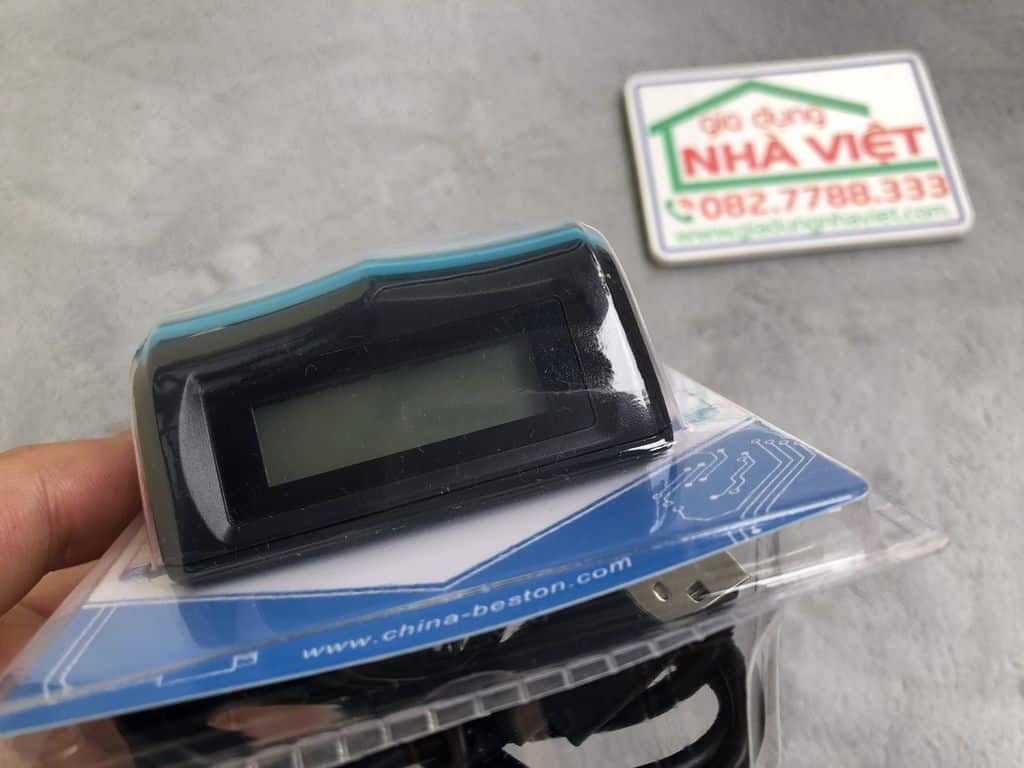 gia dụng
NHÀ VIỆT
082.7788.333
www.giadungnhaviet.com
www.china-beston.com